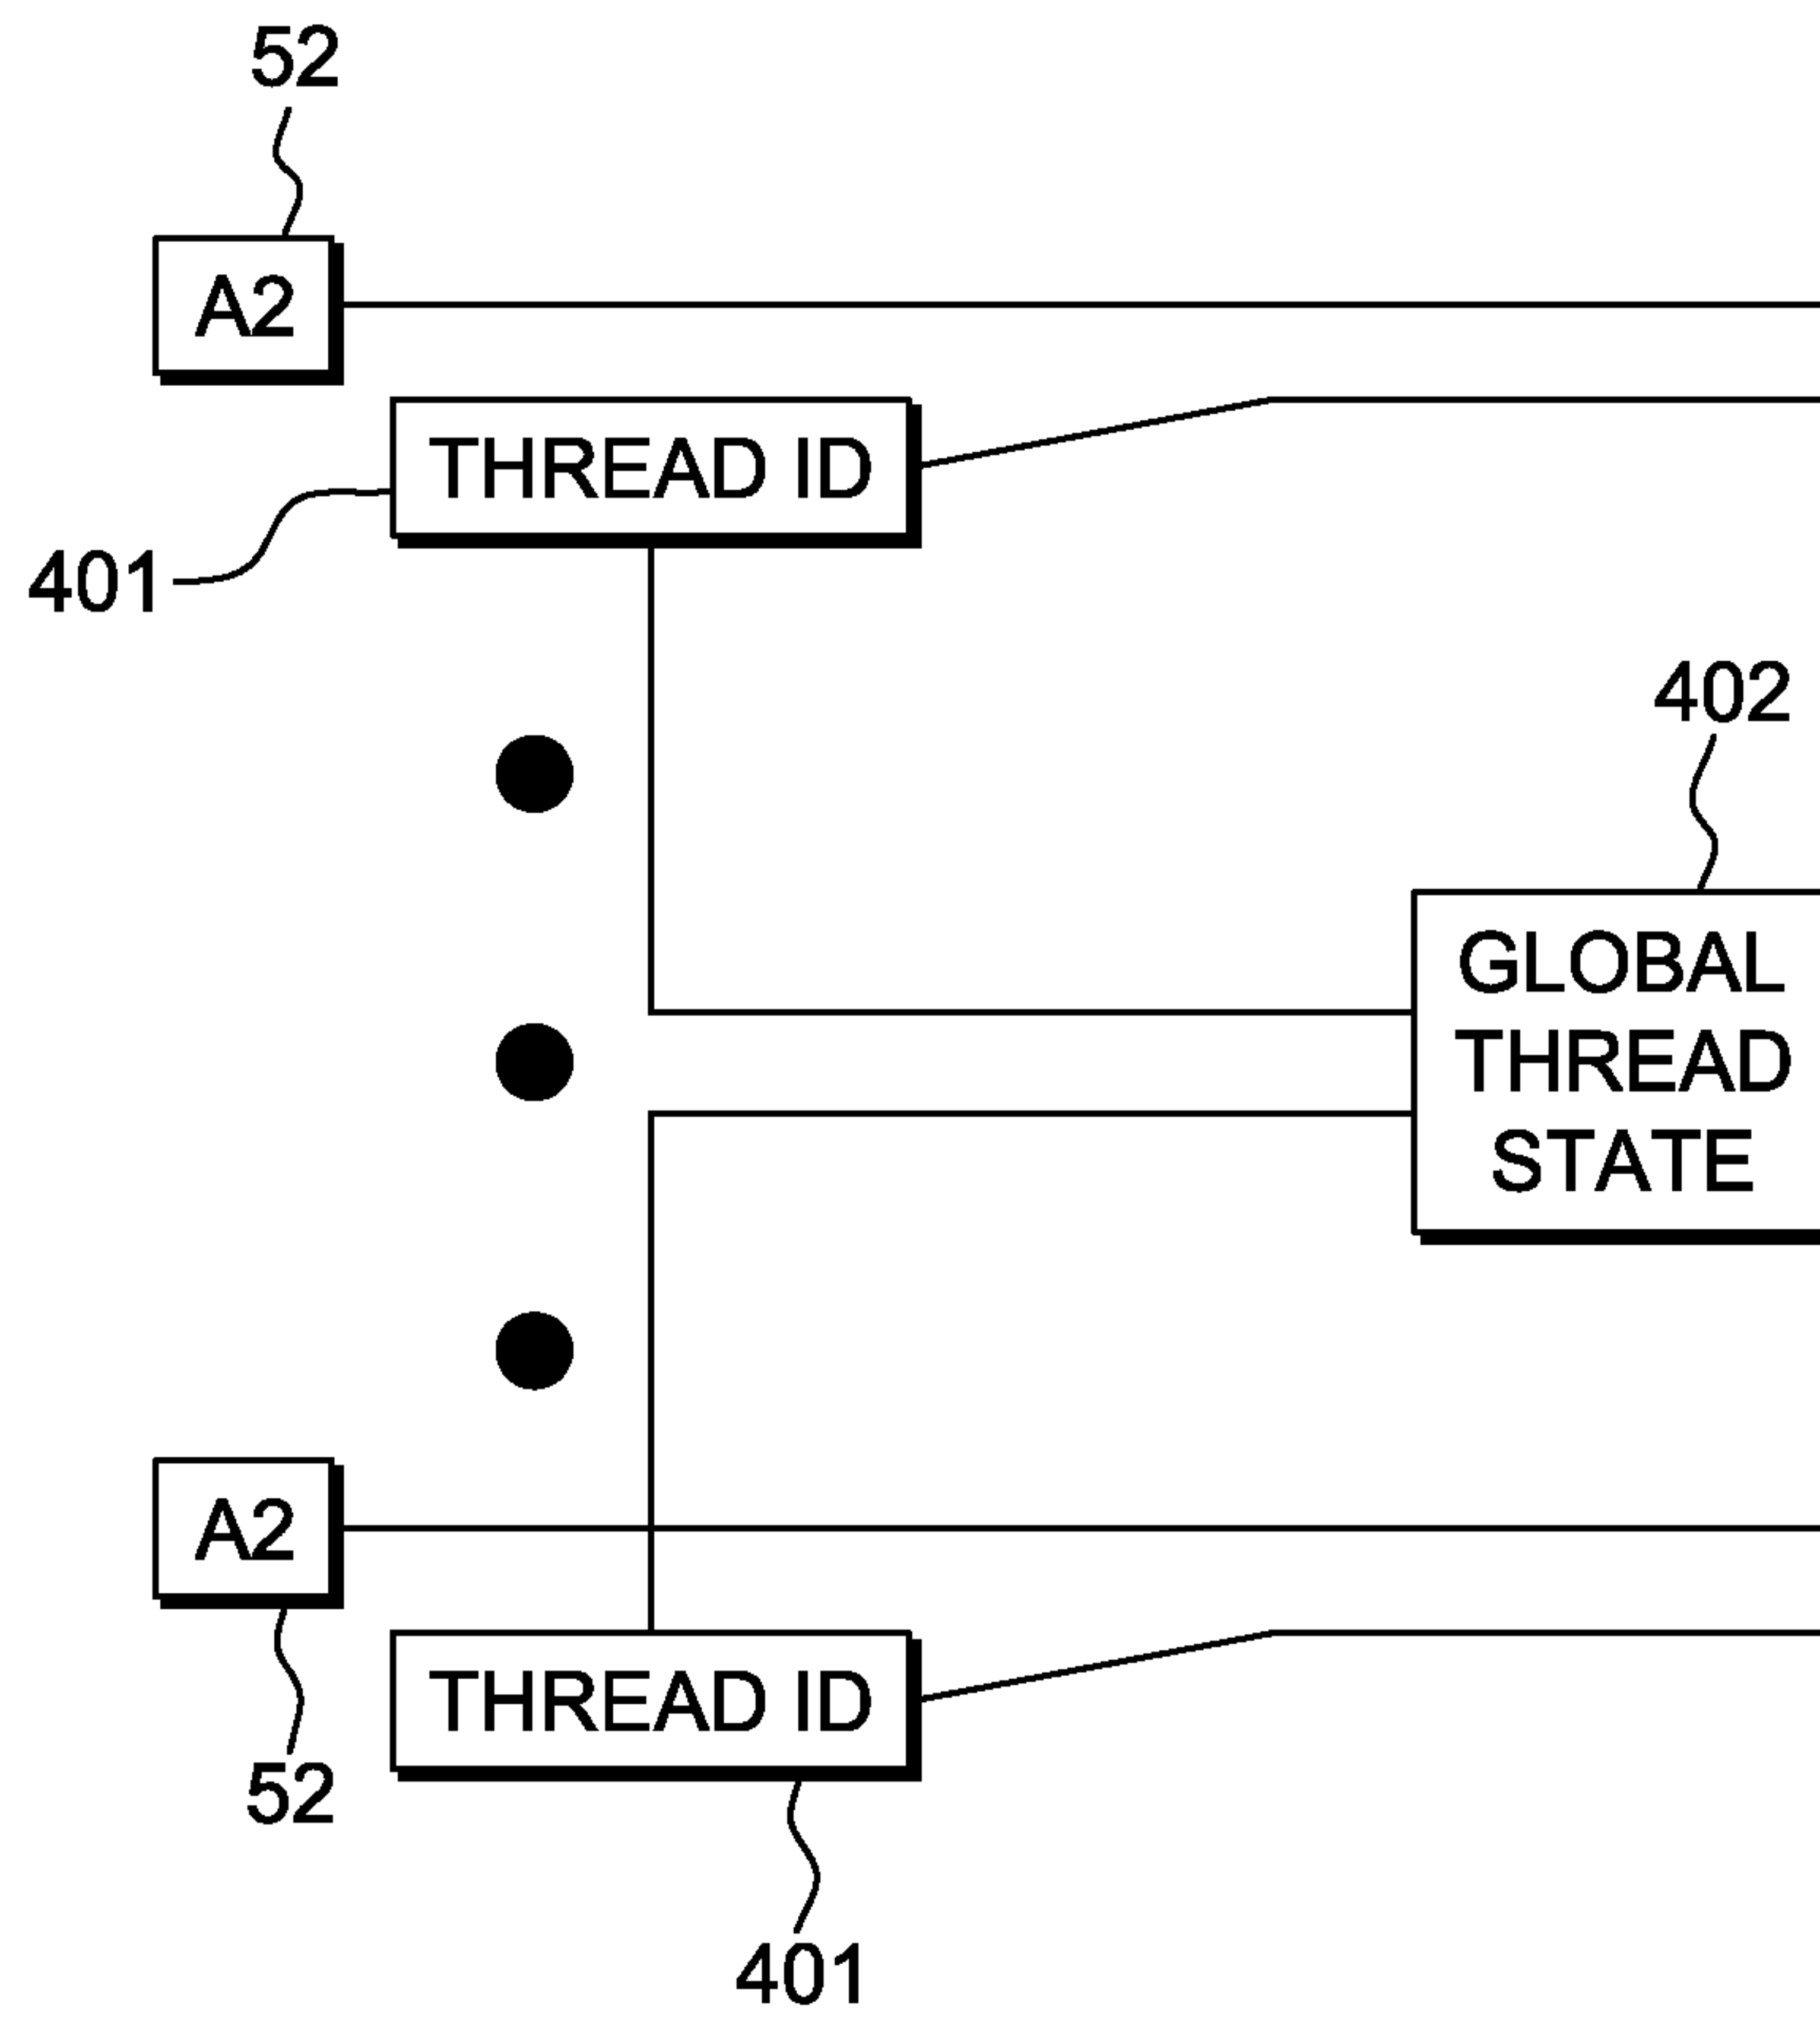 52
A2
THREAD ID
401
402
GLOBAL
THREAD
STATE
A2
THREAD ID
52
401